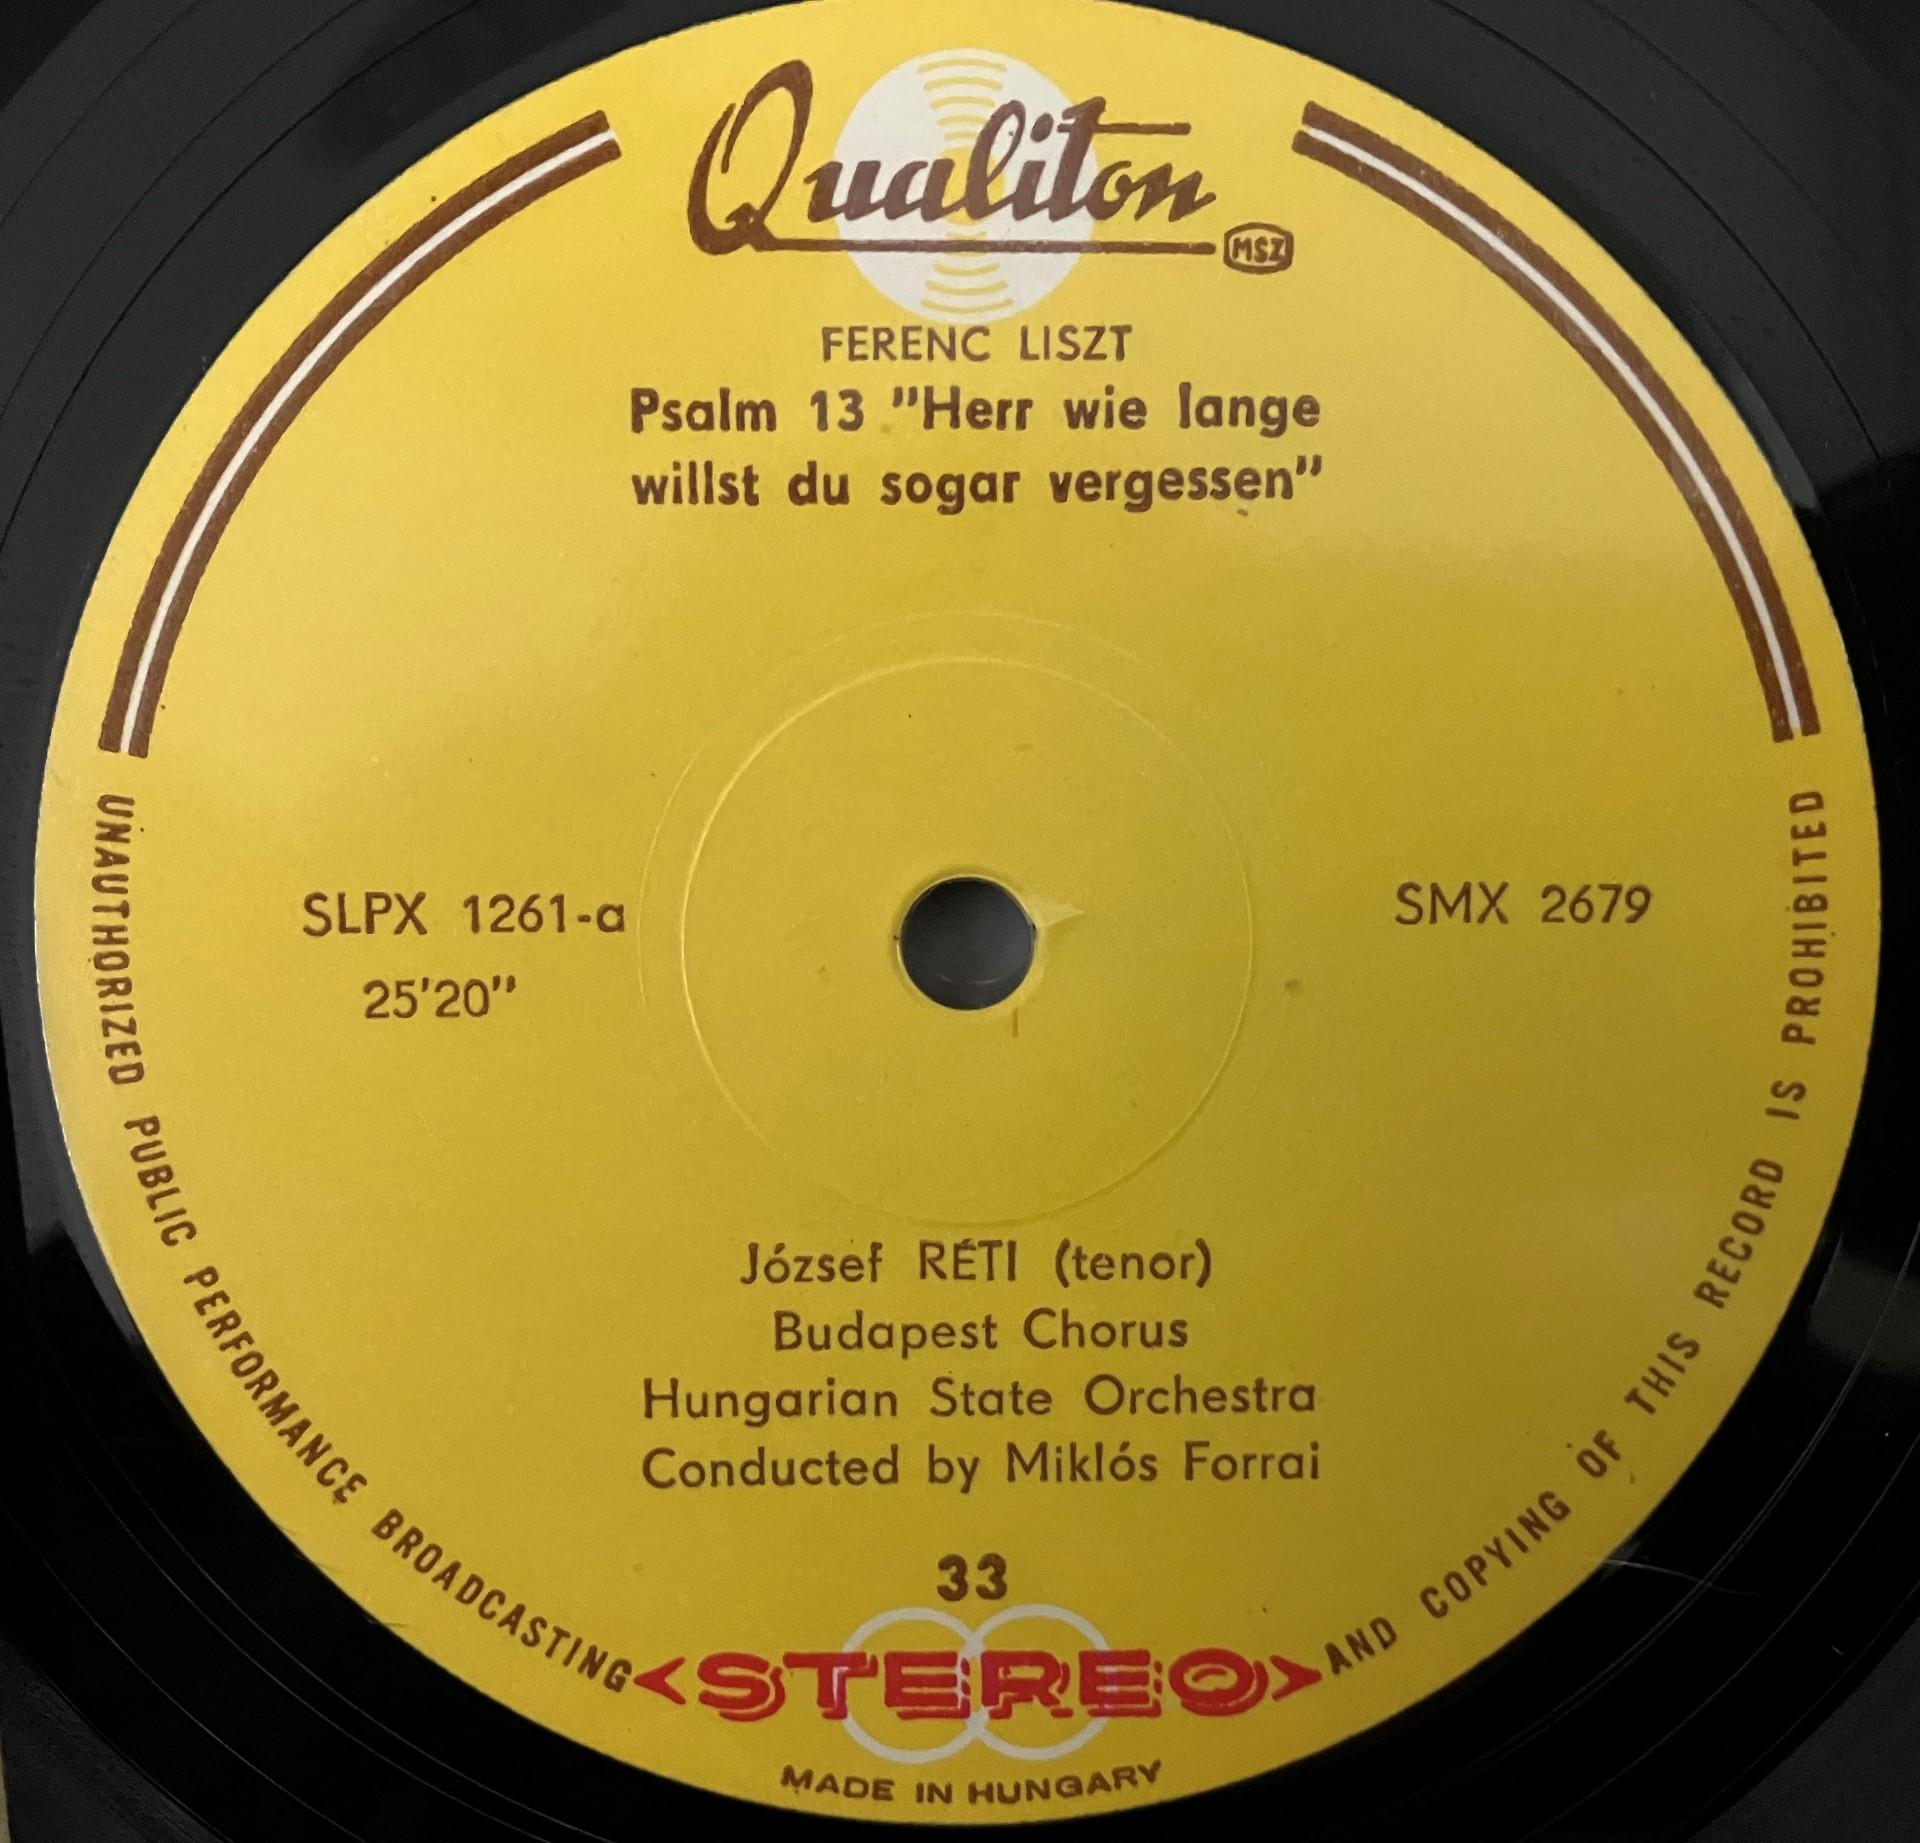 Qualiton
MSZ
FERENC LISZT
Psalm 13 "Herr wie lange
willst du sogar vergessen"
SLPX 1261-a
SMX 2679
25'20"
József RÉTI (tenor)
Budapest Chorus
Hungarian State Orchestra
Conducted by Miklós Forrai
33
STEREO
UNAUTHORIZED PUBLIC PERFORMANCE BROADCASTING AND COPYING OF THIS RECORD IS PROHIBITED
MADE IN HUNGARY